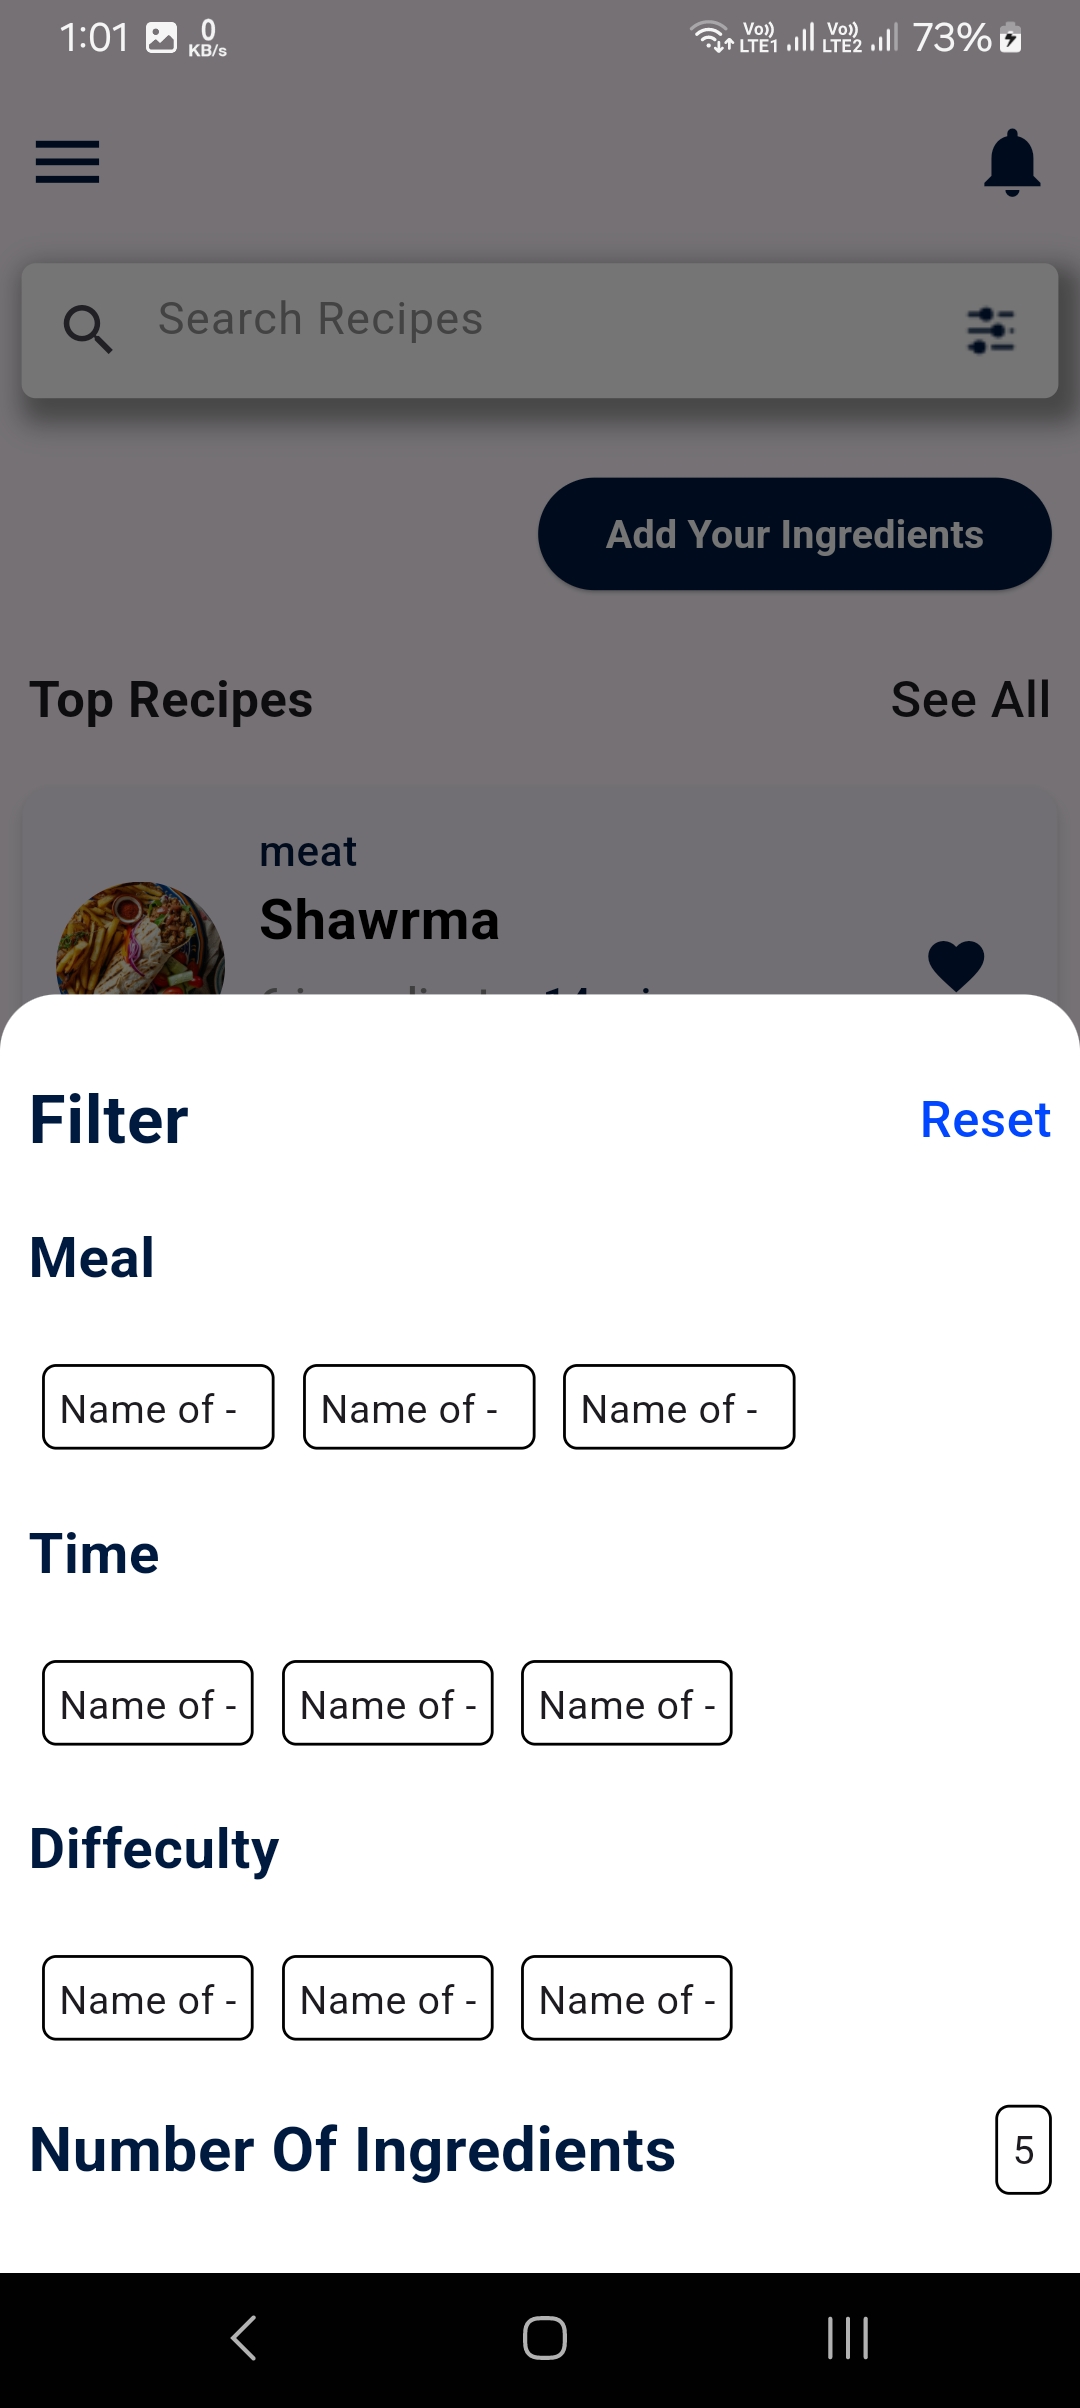 1:01 0 KB/s Vo)) LTE1 Vo)) LTE2 73%
Search Recipes
Add Your Ingredients
Top Recipes See All
meat
Shawrma
Filter Reset
Meal
Name of - Name of - Name of -
Time
Name of - Name of - Name of -
Diffeculty
Name of - Name of - Name of -
Number Of Ingredients 5